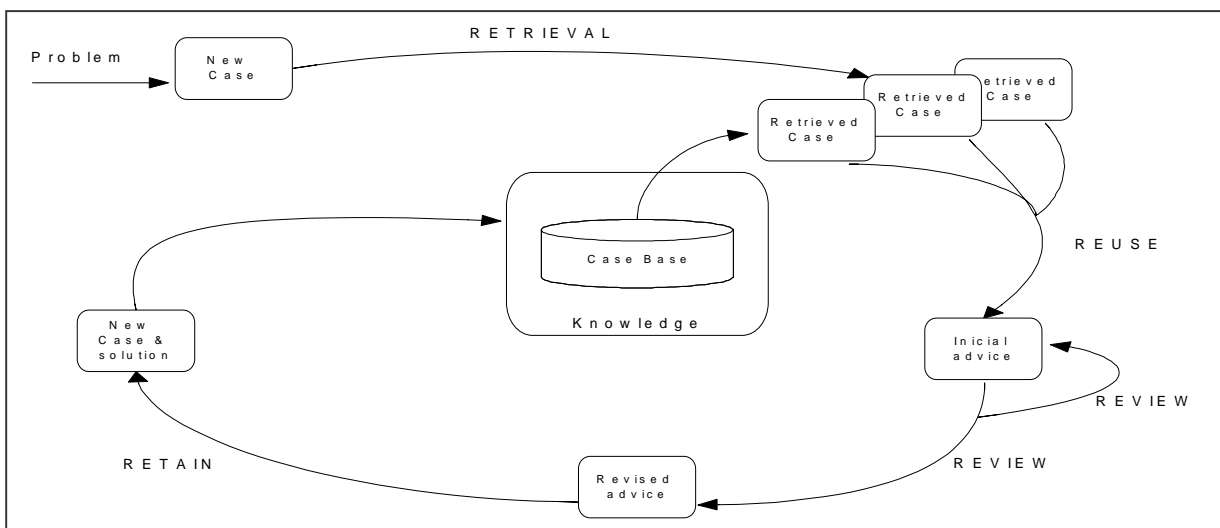 RETRIEVAL
Problem
New
Case
Retrieved
Case
Retrieved
Case
etrieved
Case
REUSE
Case Base
Knowledge
New
Case &
solution
Inicial
advice
REVIEW
REVIEW
RETAIN
Revised
advice